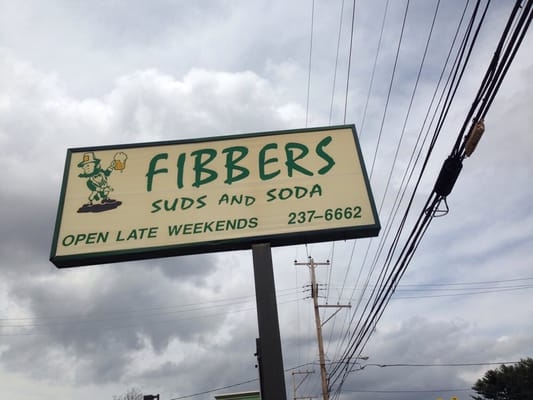 FIBBERS
SUDS AND SODA
OPEN LATE WEEKENDS 237-6662